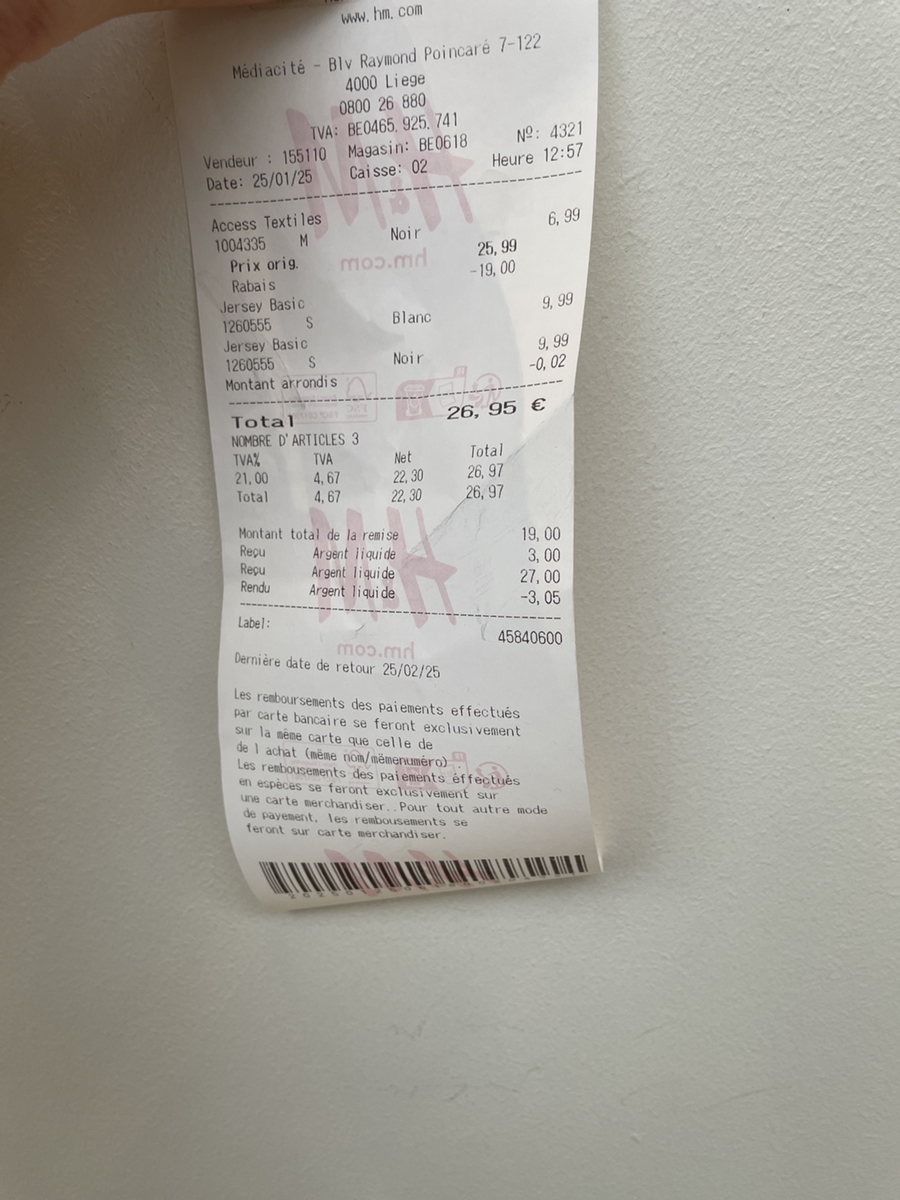 www.hm.com
Médiacité - Blv Raymond Poincaré 7-122
4000 Liege
0800 26 880
TVA: BE0465.925.741
Vendeur : 155110 Magasin: BE0618 Nº: 4321
Date: 25/01/25 Caisse: 02 Heure 12:57
Access Textiles 6,99
1004335 M Noir
Prix orig. 25,99
Rabais -19,00
Jersey Basic 9,99
1260555 S Blanc
Jersey Basic 9,99
1260555 S Noir
Montant arrondis -0,02
Total 26,95 €
NOMBRE D'ARTICLES 3
TVA% TVA Net Total
21,00 4,67 22,30 26,97
Total 4,67 22,30 26,97
Montant total de la remise 19,00
Reçu Argent liquide 3,00
Reçu Argent liquide 27,00
Rendu Argent liquide -3,05
Label: 45840600
Dernière date de retour 25/02/25
Les remboursements des paiements effectués
par carte bancaire se feront exclusivement
sur la même carte que celle de
de l achat (même nom/mêmenuméro)
Les rembousements des paiements éffectués
en espèces se feront exclusivement sur
une carte merchandiser..Pour tout autre mode
de payement, les rembousements se
feront sur carte merchandiser.
H&M
hm.com
H&M
hm.com